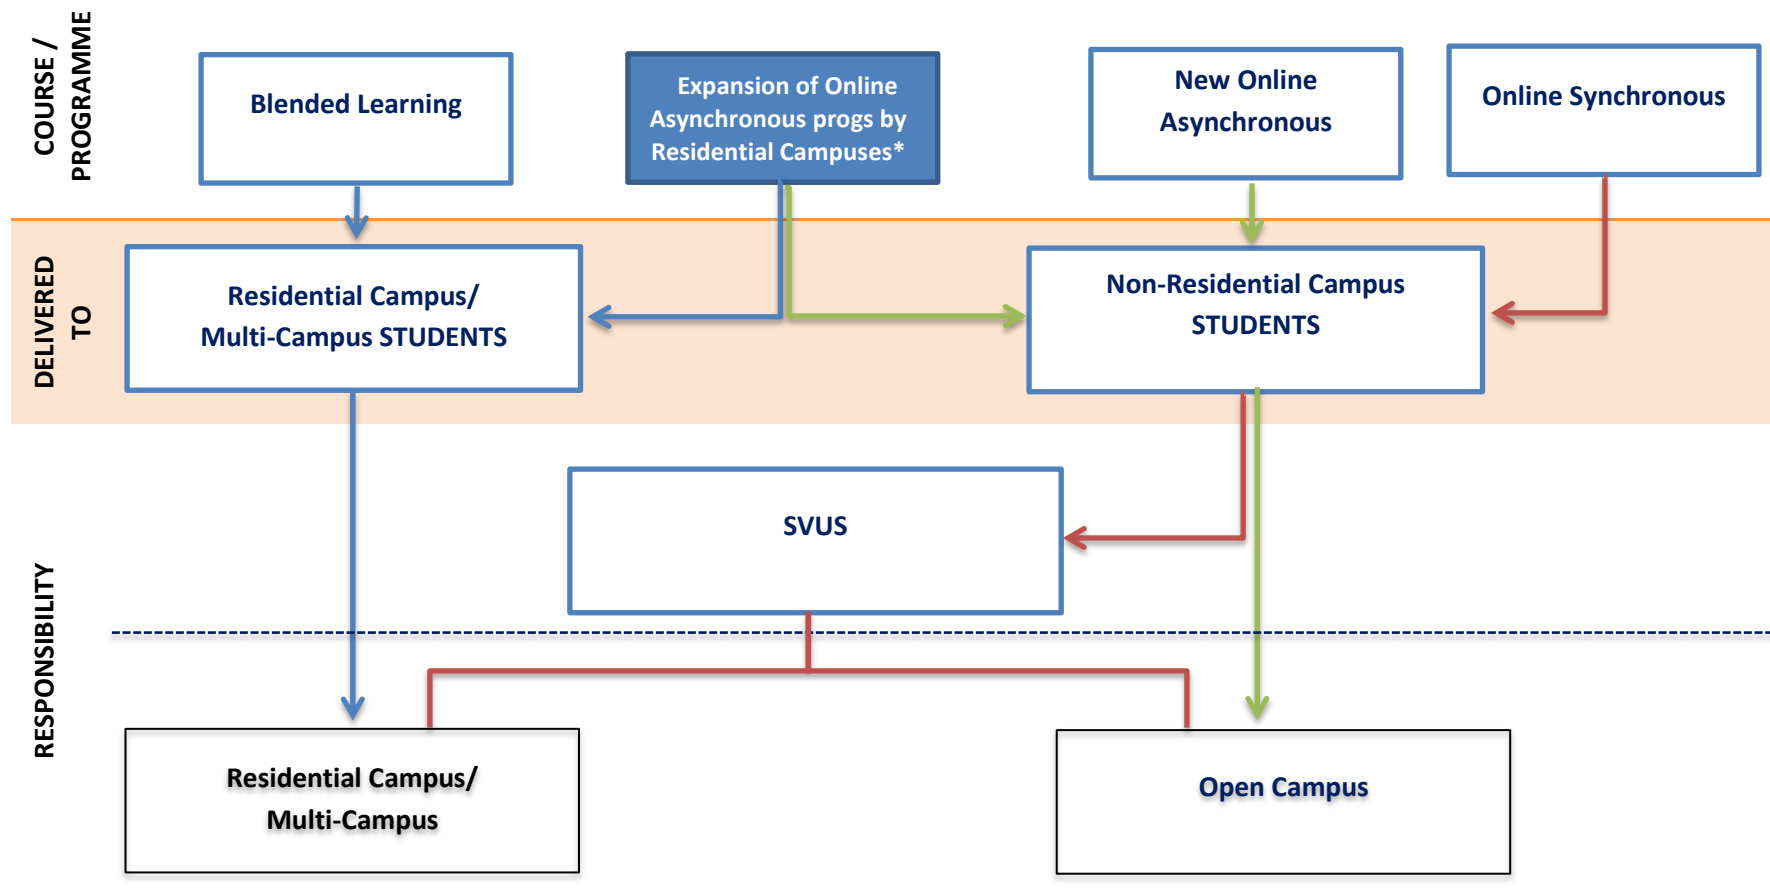 COURSE /
PROGRAMME
Blended Learning
Expansion of Online
Asynchronous progs by
Residential Campuses*
New Online
Asynchronous
Online Synchronous
DELIVERED
TO
Residential Campus/
Multi-Campus STUDENTS
Non-Residential Campus
STUDENTS
RESPONSIBILITY
SVUS
Residential Campus/
Multi-Campus
Open Campus